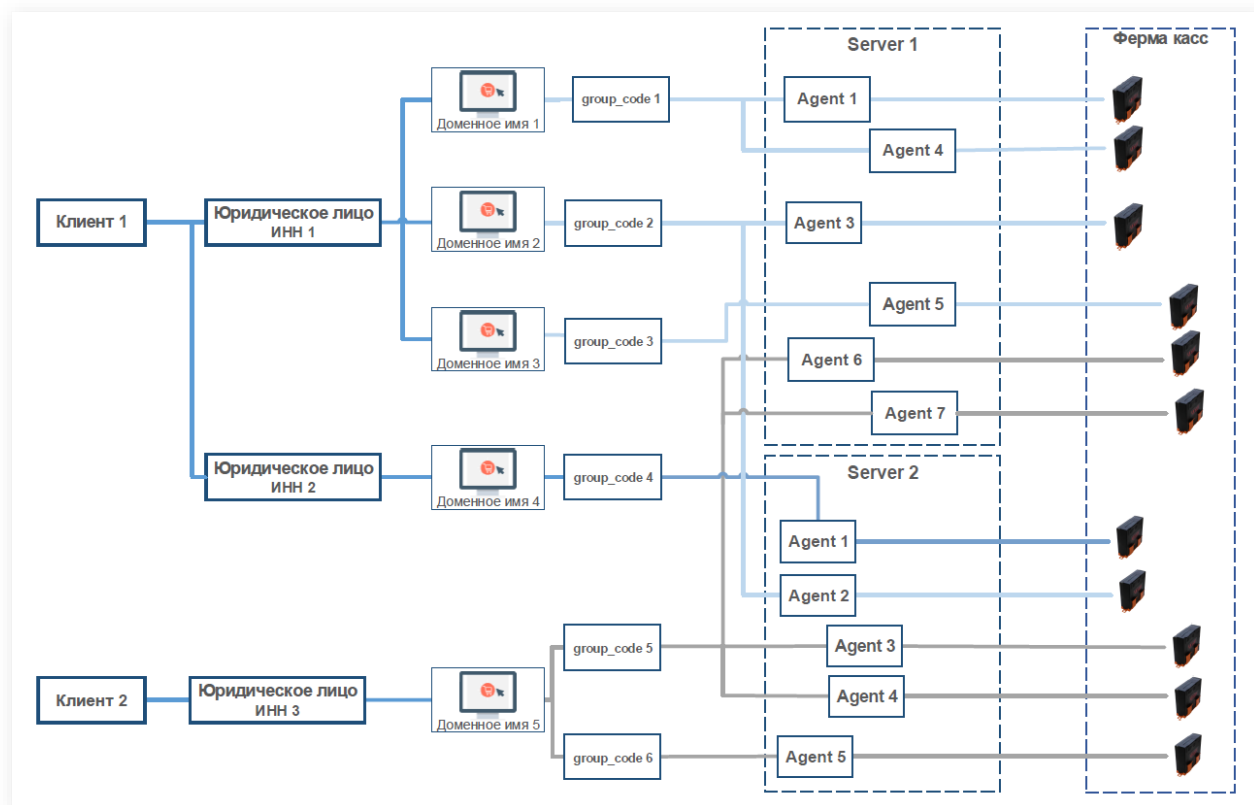 Server 1
Ферма касс
Доменное имя 1
group_code 1
Agent 1
Agent 4
Клиент 1
Юридическое лицо
ИНН 1
Доменное имя 2
group_code 2
Agent 3
Agent 5
Доменное имя 3
group_code 3
Agent 6
Agent 7
Юридическое лицо
ИНН 2
Доменное имя 4
group_code 4
Server 2
Agent 1
Agent 2
group_code 5
Agent 3
Клиент 2
Юридическое лицо
ИНН 3
Доменное имя 5
Agent 4
group_code 6
Agent 5